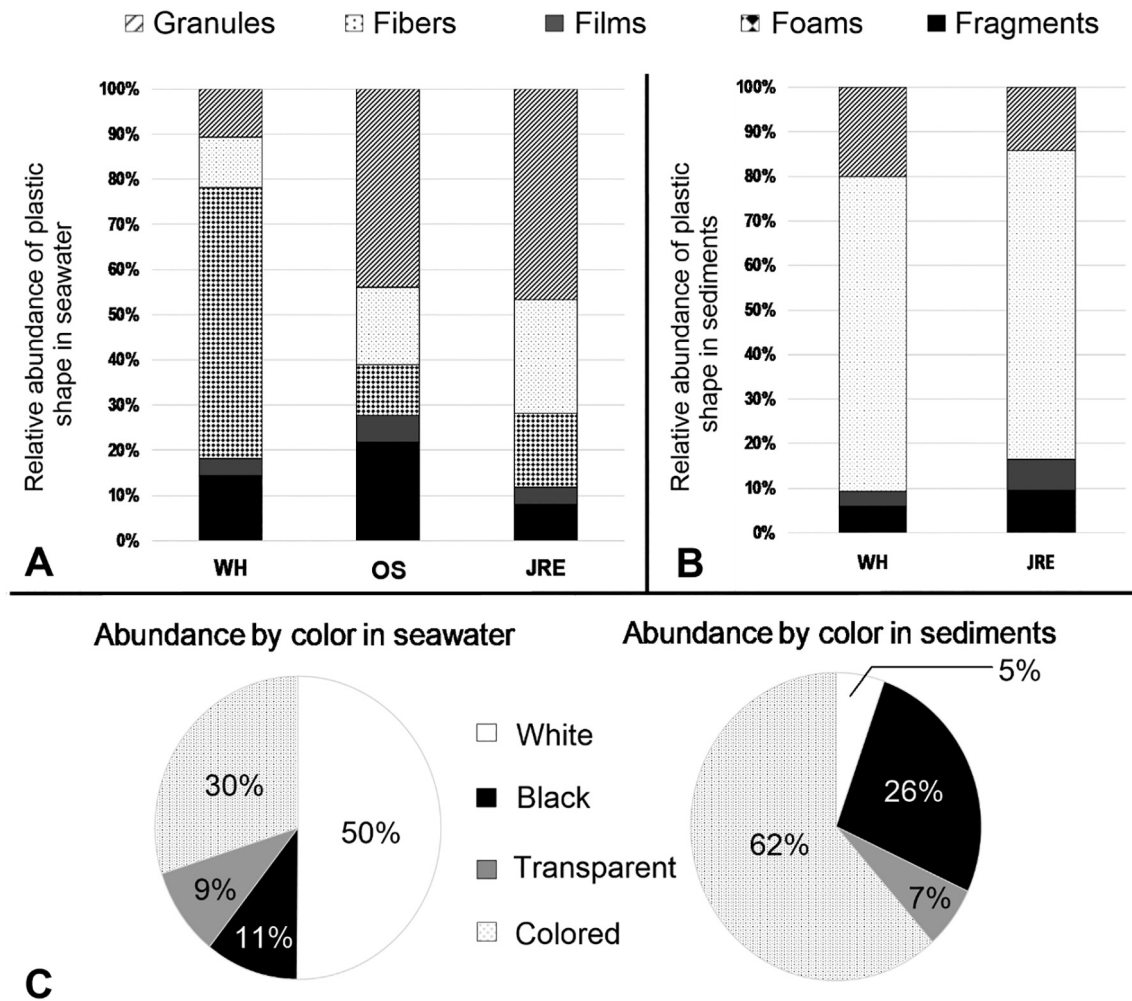 Granules Fibers Films Foams Fragments
Relative abundance of plastic
shape in seawater
100%
90%
80%
70%
60%
50%
40%
30%
20%
10%
0%
WH OS JRE
A
Relative abundance of plastic
shape in sediments
100%
90%
80%
70%
60%
50%
40%
30%
20%
10%
0%
WH JRE
B
Abundance by color in seawater
30%
50%
9%
11%
White
Black
Transparent
Colored
Abundance by color in sediments
5%
26%
62%
7%
C